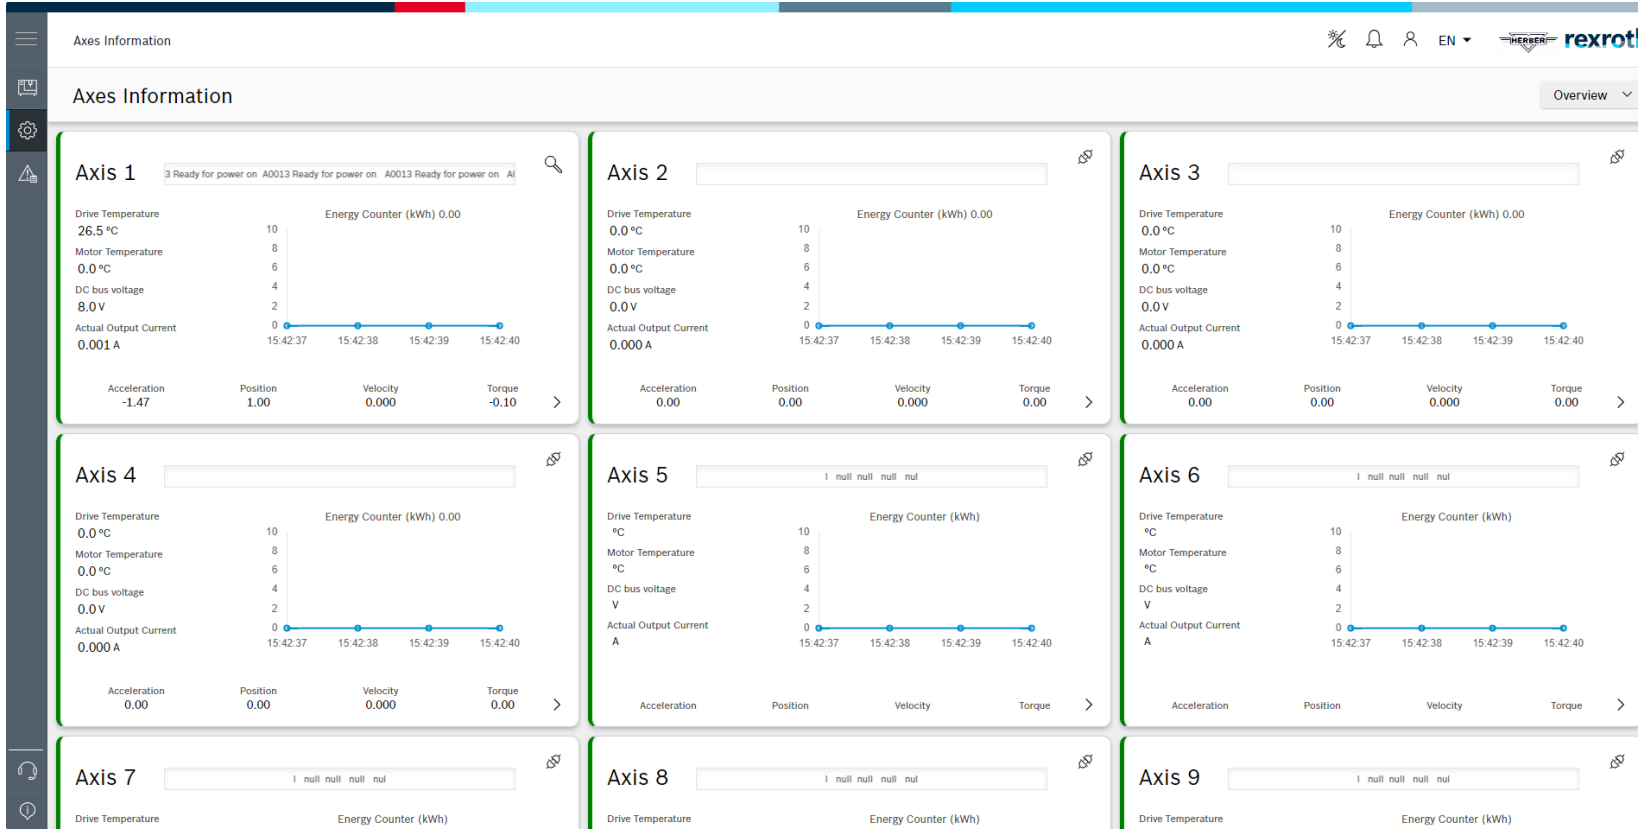 Axes Information
EN
HERBER
rexroth
Axes Information
Overview
Axis 1
3 Ready for power on A0013 Ready for power on A0013 Ready for power on
Drive Temperature
26.5 °C
Motor Temperature
0.0 °C
DC bus voltage
8.0 V
Actual Output Current
0.001 A
Energy Counter (kWh) 0.00
10
8
6
4
2
0
15:42:37 15:42:38 15:42:39 15:42:40
Acceleration Position Velocity Torque
-1.47 1.00 0.000 -0.10
Axis 2
Drive Temperature
0.0 °C
Motor Temperature
0.0 °C
DC bus voltage
0.0 V
Actual Output Current
0.000 A
Energy Counter (kWh) 0.00
10
8
6
4
2
0
15:42:37 15:42:38 15:42:39 15:42:40
Acceleration Position Velocity Torque
0.00 0.00 0.000 0.00
Axis 3
Drive Temperature
0.0 °C
Motor Temperature
0.0 °C
DC bus voltage
0.0 V
Actual Output Current
0.000 A
Energy Counter (kWh) 0.00
10
8
6
4
2
0
15:42:37 15:42:38 15:42:39 15:42:40
Acceleration Position Velocity Torque
0.00 0.00 0.000 0.00
Axis 4
Drive Temperature
0.0 °C
Motor Temperature
0.0 °C
DC bus voltage
0.0 V
Actual Output Current
0.000 A
Energy Counter (kWh) 0.00
10
8
6
4
2
0
15:42:37 15:42:38 15:42:39 15:42:40
Acceleration Position Velocity Torque
0.00 0.00 0.000 0.00
Axis 5
l null null null nul
Drive Temperature
°C
Motor Temperature
°C
DC bus voltage
V
Actual Output Current
A
Energy Counter (kWh)
10
8
6
4
2
0
15:42:37 15:42:38 15:42:39 15:42:40
Acceleration Position Velocity Torque
Axis 6
l null null null nul
Drive Temperature
°C
Motor Temperature
°C
DC bus voltage
V
Actual Output Current
A
Energy Counter (kWh)
10
8
6
4
2
0
15:42:37 15:42:38 15:42:39 15:42:40
Acceleration Position Velocity Torque
Axis 7
l null null null nul
Drive Temperature
Energy Counter (kWh)
Axis 8
l null null null nul
Drive Temperature
Energy Counter (kWh)
Axis 9
l null null null nul
Drive Temperature
Energy Counter (kWh)